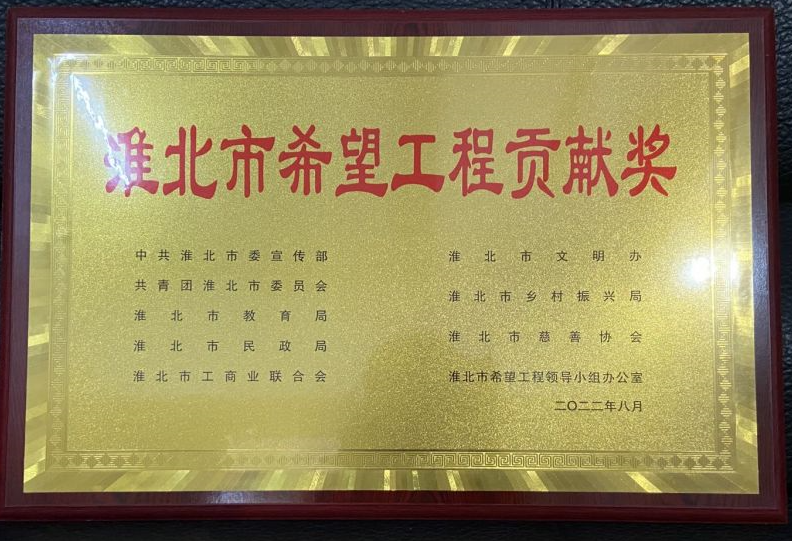 淮北市希望工程贡献奖
中共淮北市委宣传部
共青团淮北市委员会
淮北市教育局
淮北市民政局
淮北市工商业联合会
淮北市文明办
淮北市乡村振兴局
淮北市慈善协会
淮北市希望工程领导小组办公室
二〇二二年八月